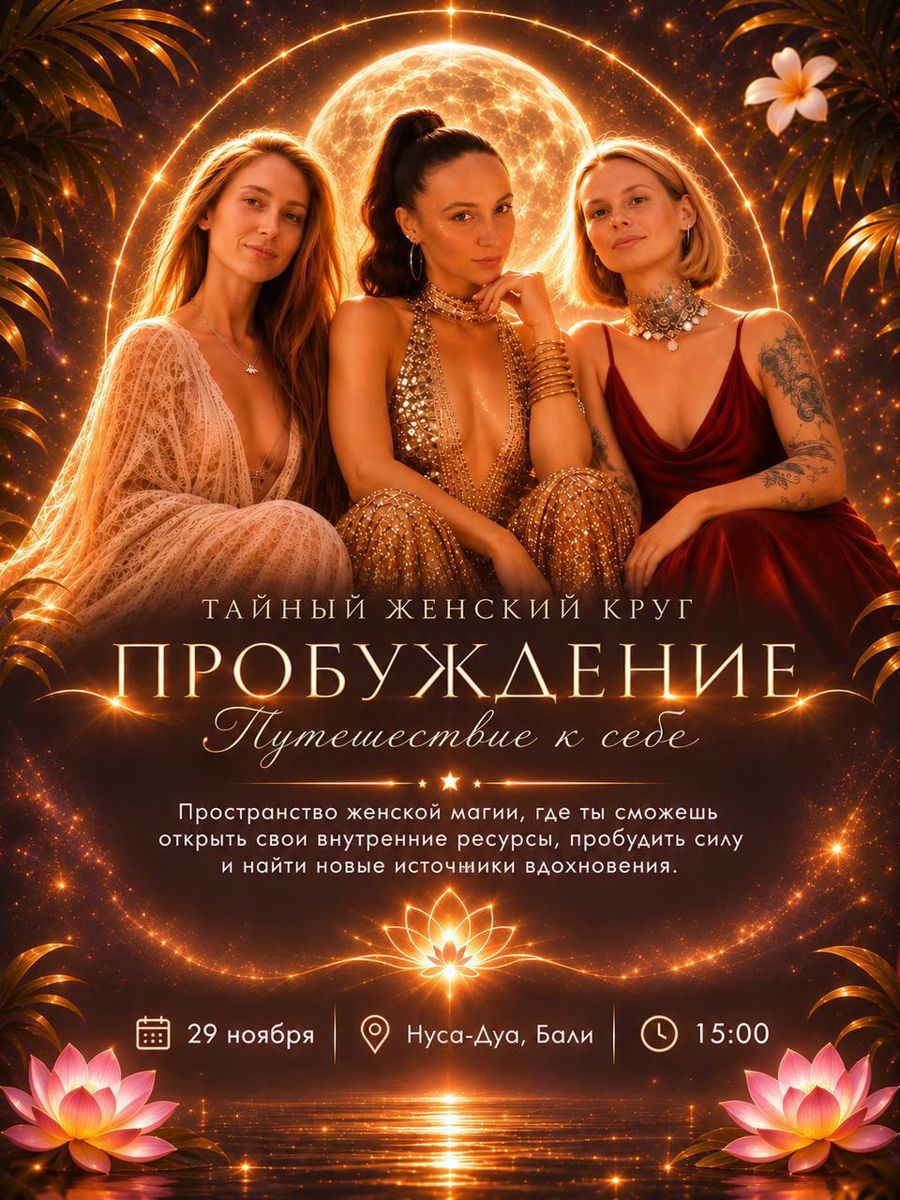 ТАЙНЫЙ ЖЕНСКИЙ КРУГ
ПРОБУЖДЕНИЕ
Путешествие к себе
Пространство женской магии, где ты сможешь
открыть свои внутренние ресурсы, пробудить силу
и найти новые источники вдохновения.
29 ноября
Нуса-Дуа, Бали
15:00